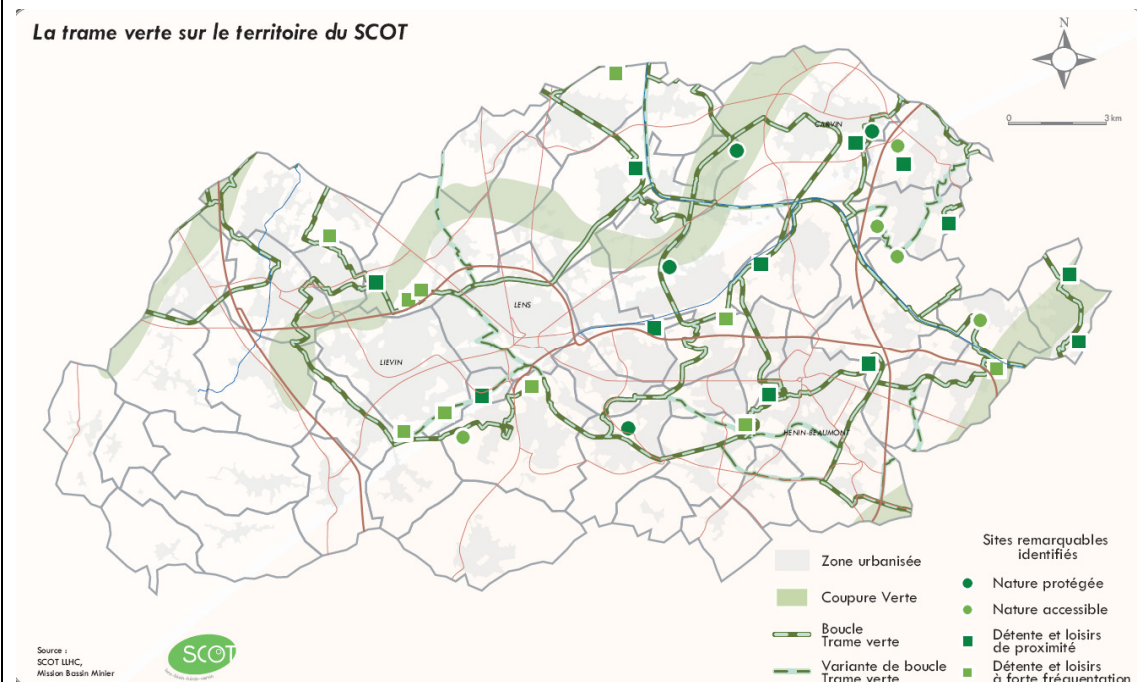 La trame verte sur le territoire du SCOT
N
0 3 km
CARVIN
LENS
LIEVIN
HENIN-BEAUMONT
Zone urbanisée
Coupure Verte
Boucle
Trame verte
Variante de boucle
Trame verte
Sites remarquables
identifiés
Nature protégée
Nature accessible
Détente et loisirs
de proximité
Détente et loisirs
à forte fréquentation
Source :
SCOT LLHC,
Mission Bassin Minier
SCOT